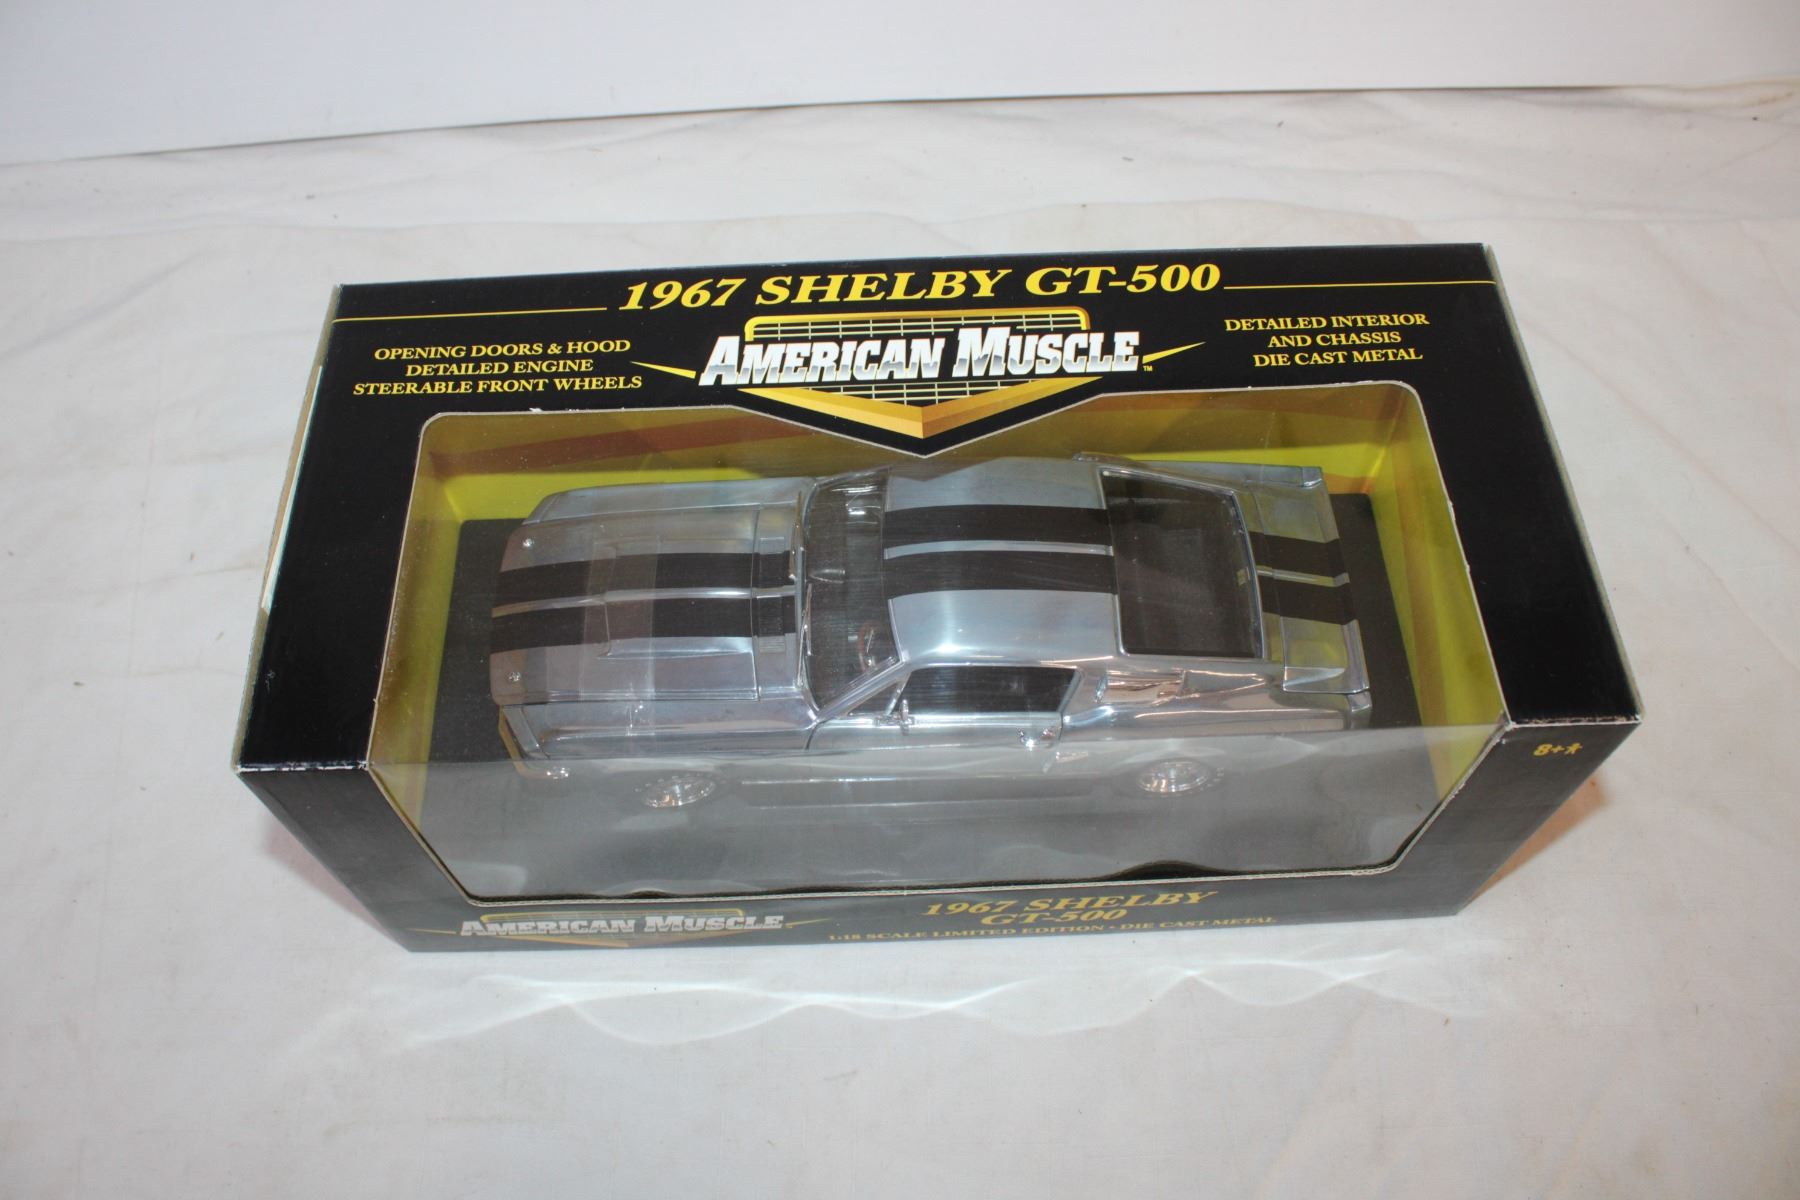 1967 SHELBY GT-500
OPENING DOORS & HOOD
DETAILED ENGINE
STEERABLE FRONT WHEELS
AMERICAN MUSCLE™
DETAILED INTERIOR
AND CHASSIS
DIE CAST METAL
8+
AMERICAN MUSCLE
1967 SHELBY
GT-500
1:18 SCALE LIMITED EDITION • DIE CAST METAL